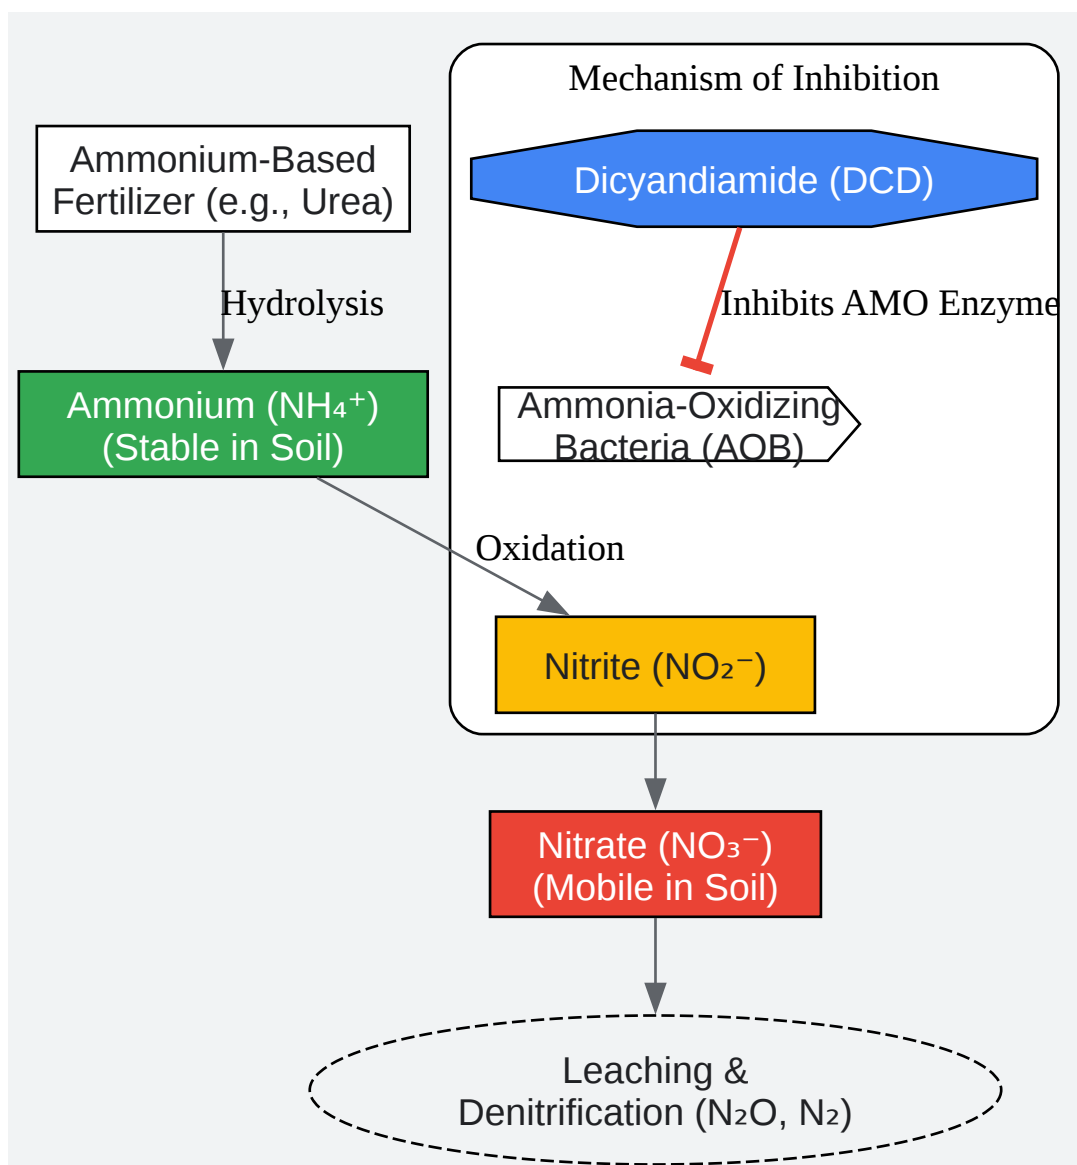 Mechanism of Inhibition
Ammonium-Based
Fertilizer (e.g., Urea)
Dicyandiamide (DCD)
Hydrolysis
Inhibits AMO Enzyme
Ammonium (NH₄⁺)
(Stable in Soil)
Ammonia-Oxidizing
Bacteria (AOB)
Oxidation
Nitrite (NO₂⁻)
Nitrate (NO₃⁻)
(Mobile in Soil)
Leaching &
Denitrification (N₂O, N₂)